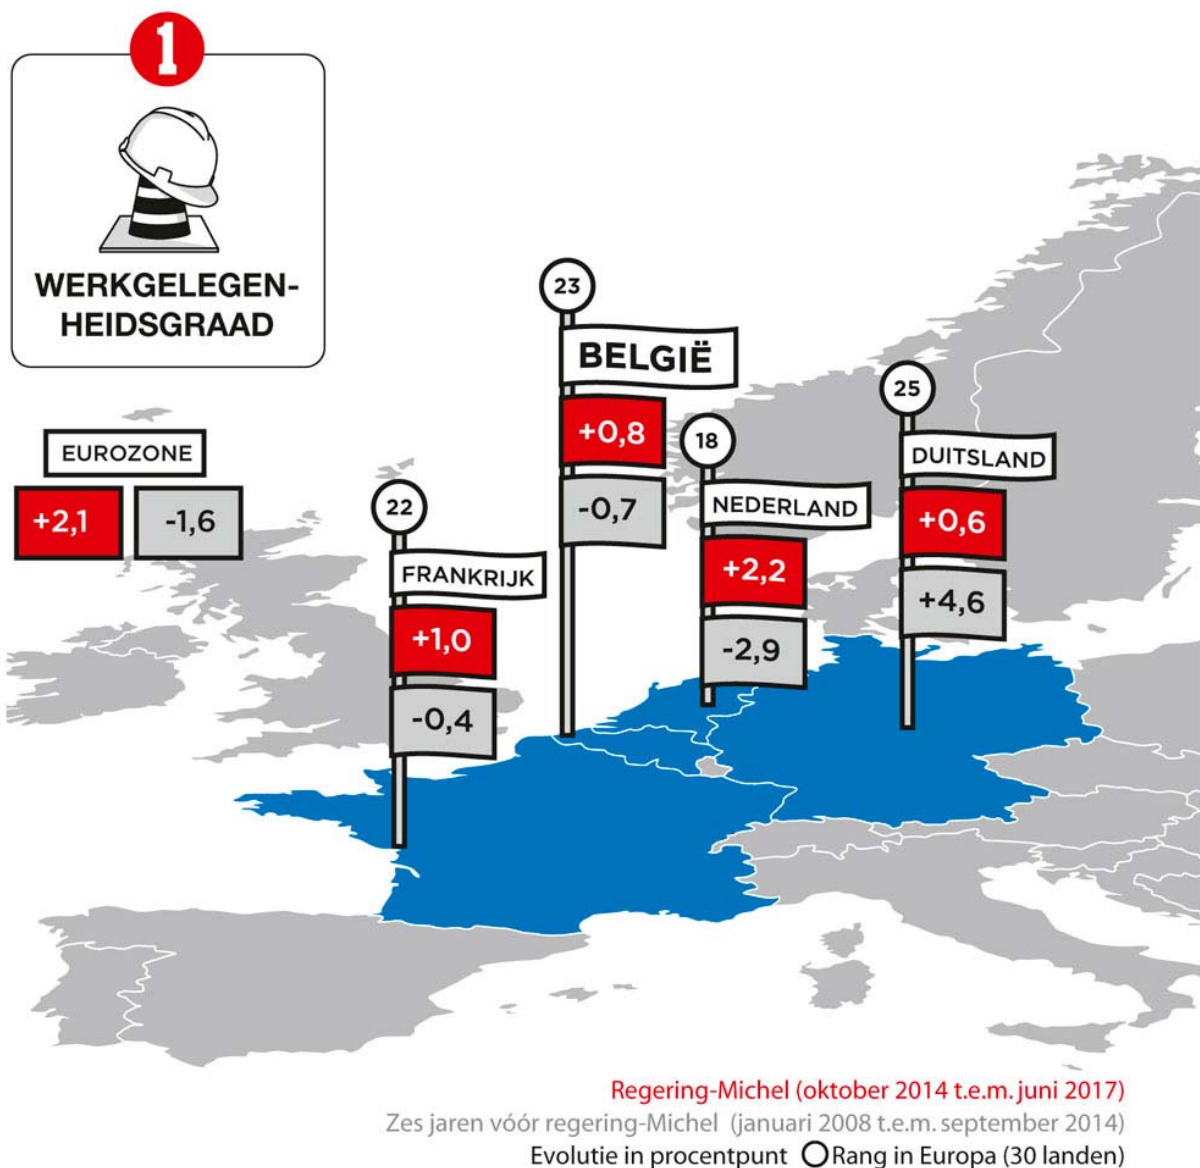 1
WERKGELEGEN-
HEIDSGRAAD
EUROZONE
+2,1 -1,6
22
FRANKRIJK
+1,0
-0,4
23
BELGIË
+0,8
-0,7
18
NEDERLAND
+2,2
-2,9
25
DUITSLAND
+0,6
+4,6
Regering-Michel (oktober 2014 t.e.m. juni 2017)
Zes jaren vóór regering-Michel (januari 2008 t.e.m. september 2014)
Evolutie in procentpunt Rang in Europa (30 landen)